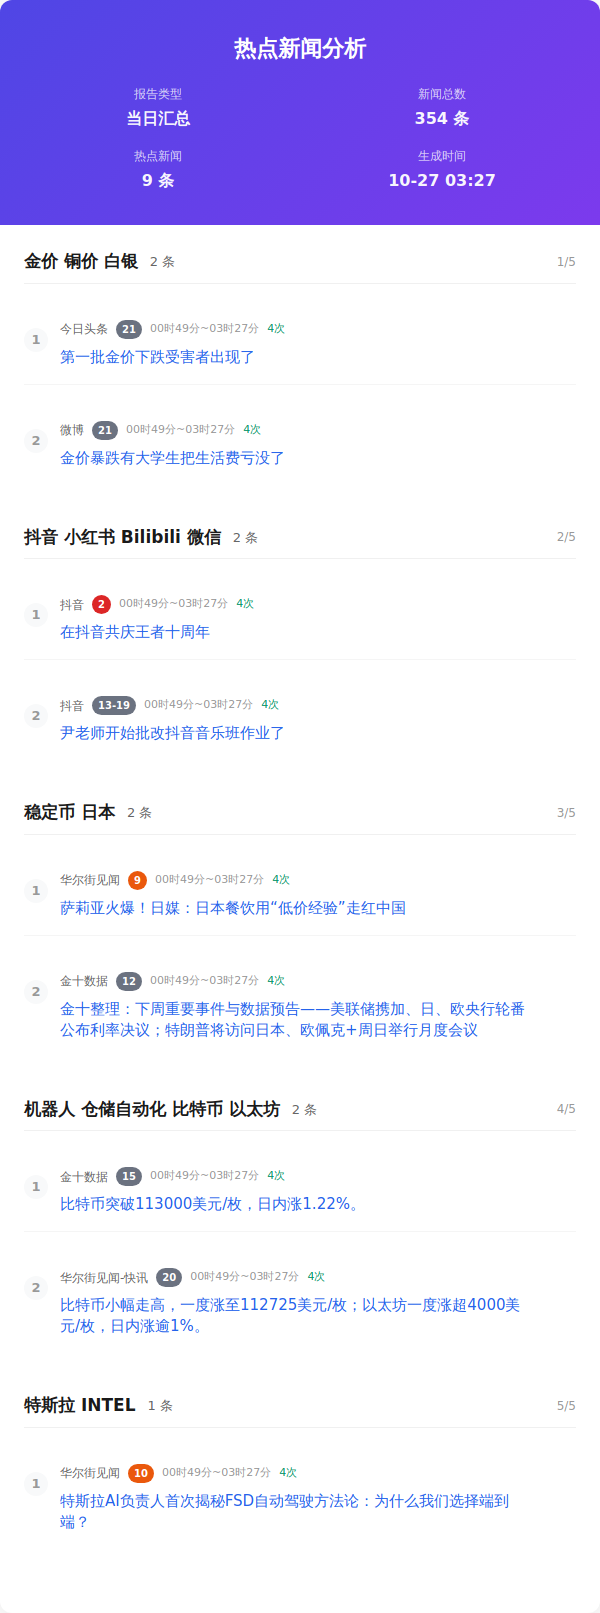 热点新闻分析
报告类型
新闻总数
当日汇总
354 条
热点新闻
生成时间
9 条
10-27 03:27
金价 铜价 白银 2 条 1/5
1 今日头条 21 00时49分~03时27分 4次
第一批金价下跌受害者出现了
2 微博 21 00时49分~03时27分 4次
金价暴跌有大学生把生活费亏没了
抖音 小红书 Bilibili 微信 2 条 2/5
1 抖音 2 00时49分~03时27分 4次
在抖音共庆王者十周年
2 抖音 13-19 00时49分~03时27分 4次
尹老师开始批改抖音音乐班作业了
稳定币 日本 2 条 3/5
1 华尔街见闻 9 00时49分~03时27分 4次
萨莉亚火爆！日媒：日本餐饮用“低价经验”走红中国
2 金十数据 12 00时49分~03时27分 4次
金十整理：下周重要事件与数据预告——美联储携加、日、欧央行轮番
公布利率决议；特朗普将访问日本、欧佩克+周日举行月度会议
机器人 仓储自动化 比特币 以太坊 2 条 4/5
1 金十数据 15 00时49分~03时27分 4次
比特币突破113000美元/枚，日内涨1.22%。
2 华尔街见闻-快讯 20 00时49分~03时27分 4次
比特币小幅走高，一度涨至112725美元/枚；以太坊一度涨超4000美
元/枚，日内涨逾1%。
特斯拉 INTEL 1 条 5/5
1 华尔街见闻 10 00时49分~03时27分 4次
特斯拉AI负责人首次揭秘FSD自动驾驶方法论：为什么我们选择端到
端？